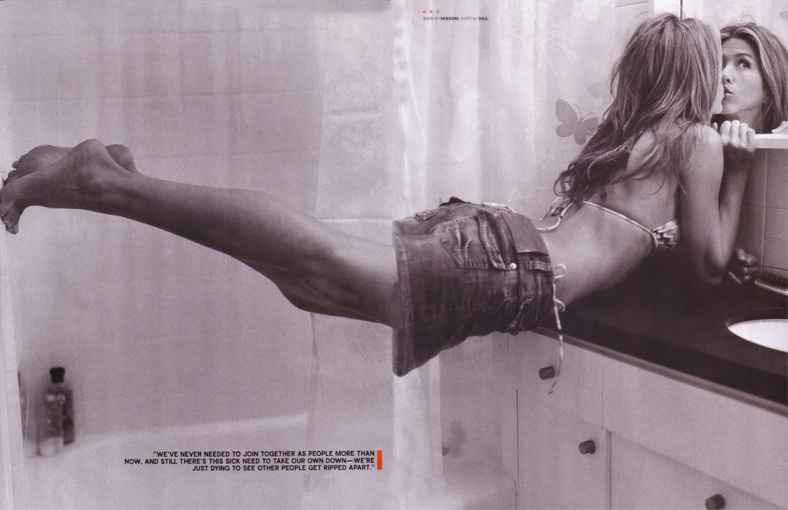 BIKINI BY MISSONI. SKIRT BY D&G.
"WE'VE NEVER NEEDED TO JOIN TOGETHER AS PEOPLE MORE THAN
NOW, AND STILL THERE'S THIS SICK NEED TO TAKE OUR OWN DOWN—WE'RE
JUST DYING TO SEE OTHER PEOPLE GET RIPPED APART."